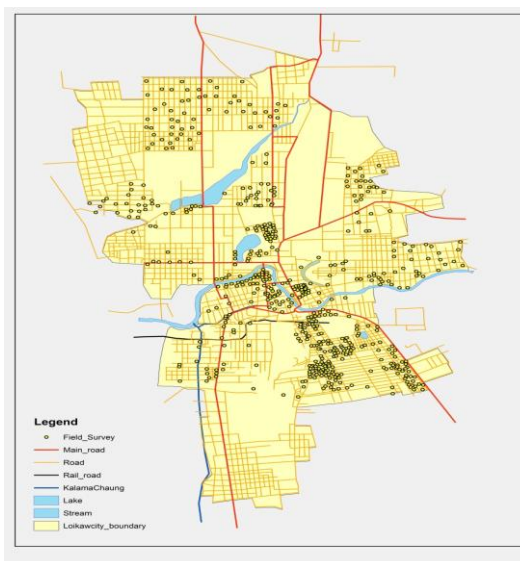 Legend
Field_Survey
Main_road
Road
Rail_road
KalamaChaung
Lake
Stream
Loikawcity_boundary